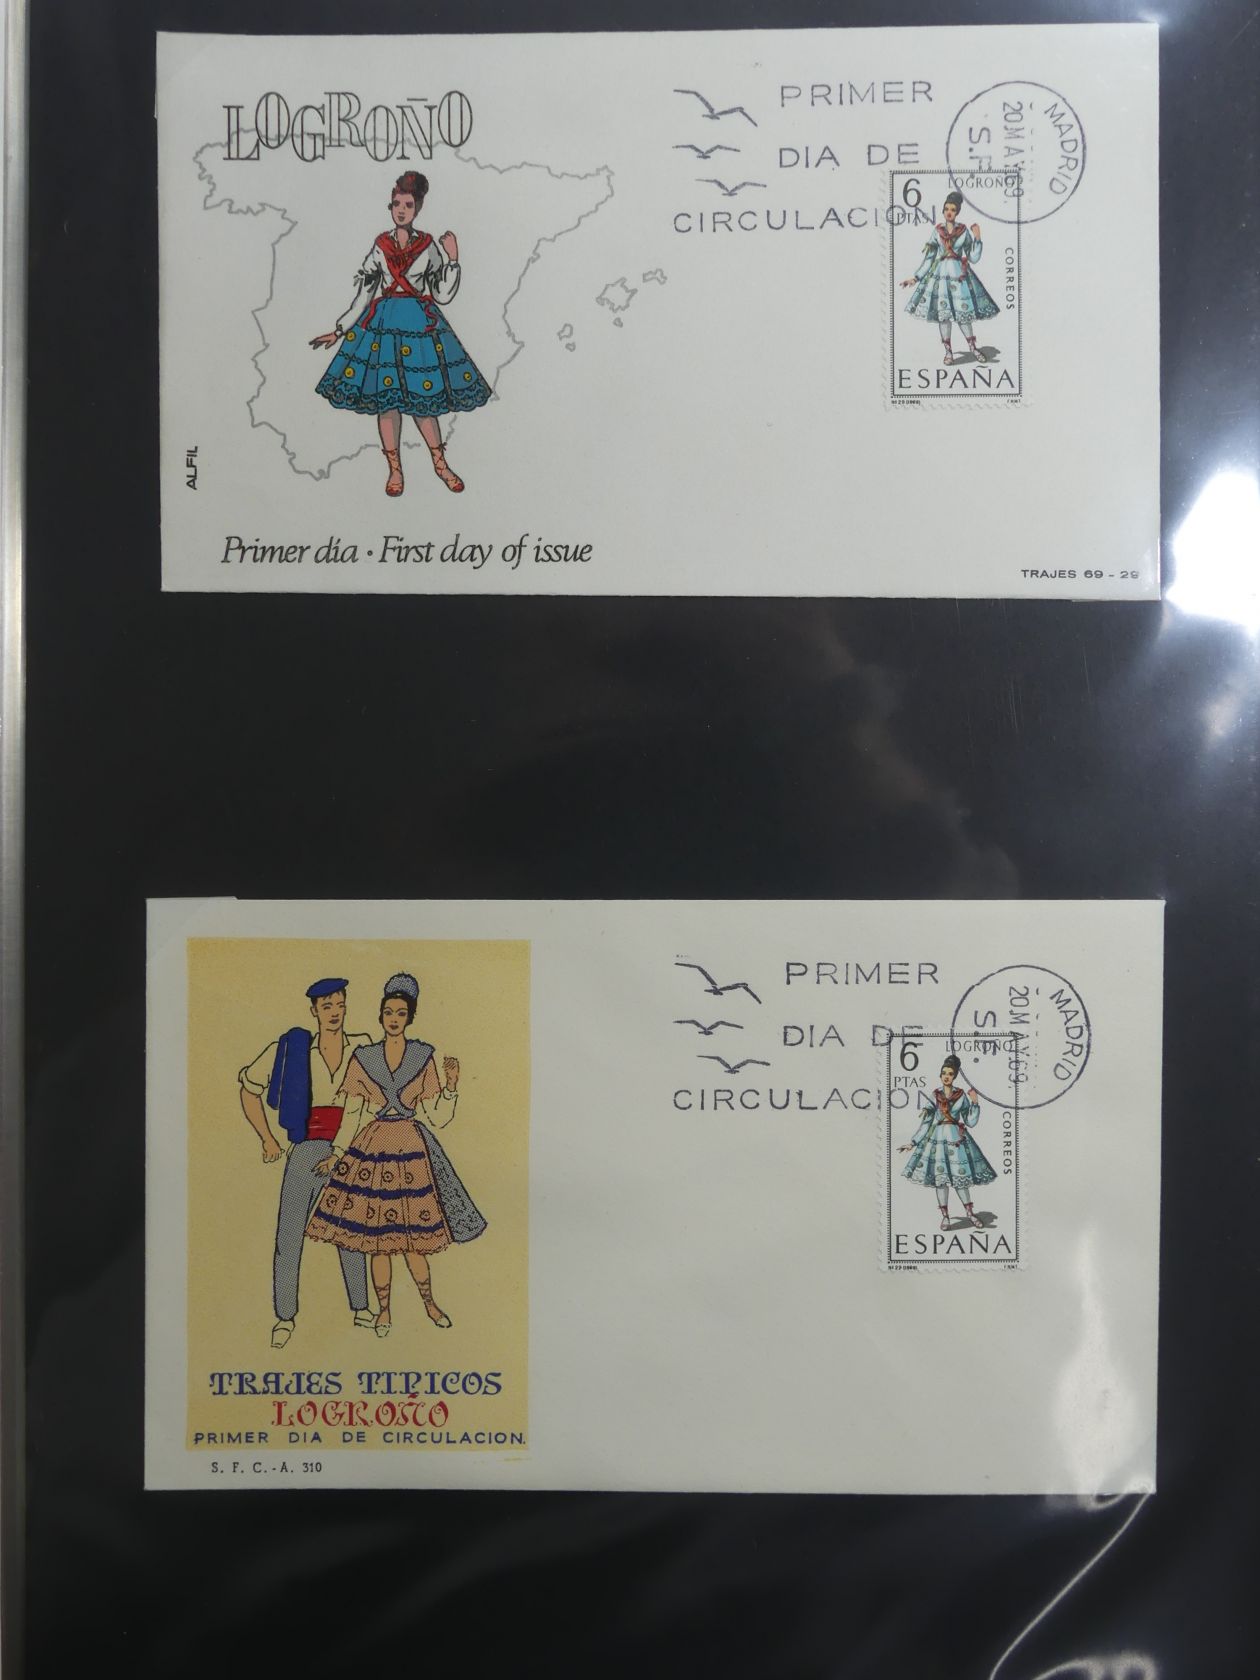 LOGROÑO
PRIMER
DIA DE
CIRCULACION
MADRID
20.MAY.69.
S.F.
6
PTAS
LOGROÑO
CORREOS
ESPAÑA
F.N.M.T.
ALFIL
Primer día · First day of issue
TRAJES 69 - 29
PRIMER
DIA DE
CIRCULACION
MADRID
20.MAY.69.
S.F.
6
PTAS
LOGROÑO
CORREOS
ESPAÑA
F.N.M.T.
TRAJES TIPICOS
LOGROÑO
PRIMER DIA DE CIRCULACION.
S. F. C. - A. 310